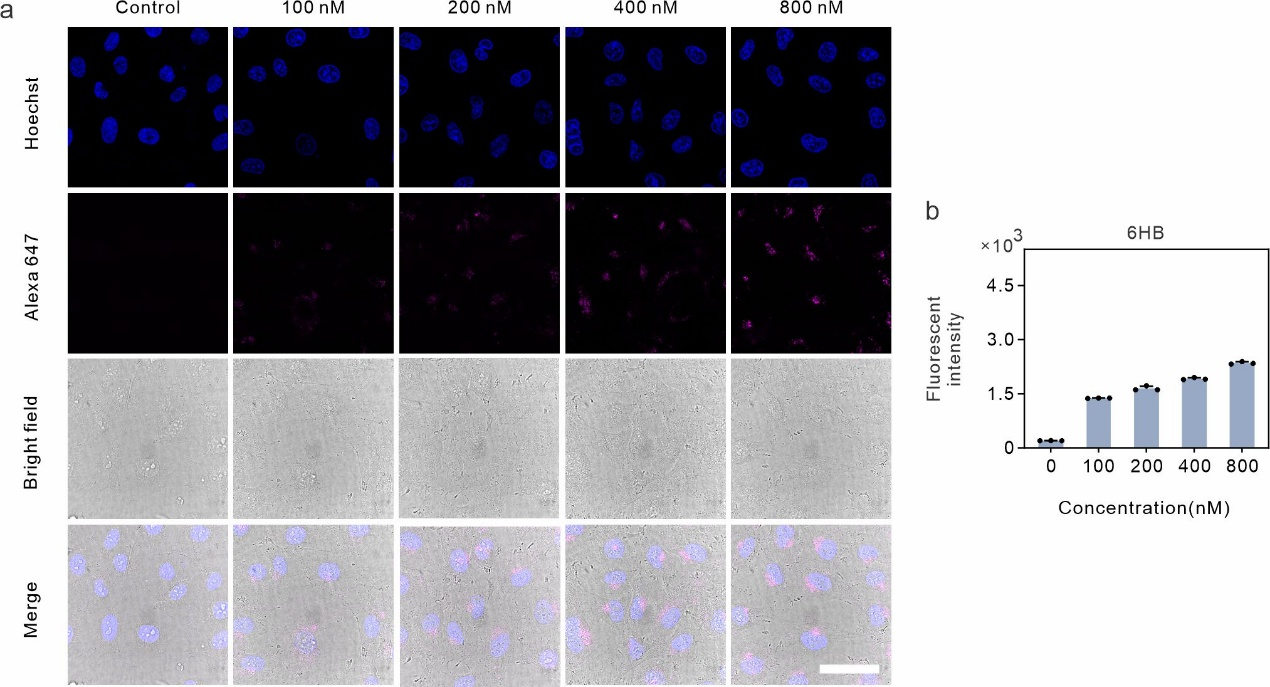 a
Control 100 nM 200 nM 400 nM 800 nM
Hoechst
Alexa 647
Bright field
Merge
b
6HB
×10³
Fluorescent
intensity
4.5
3.0
1.5
0
0 100 200 400 800
Concentration(nM)